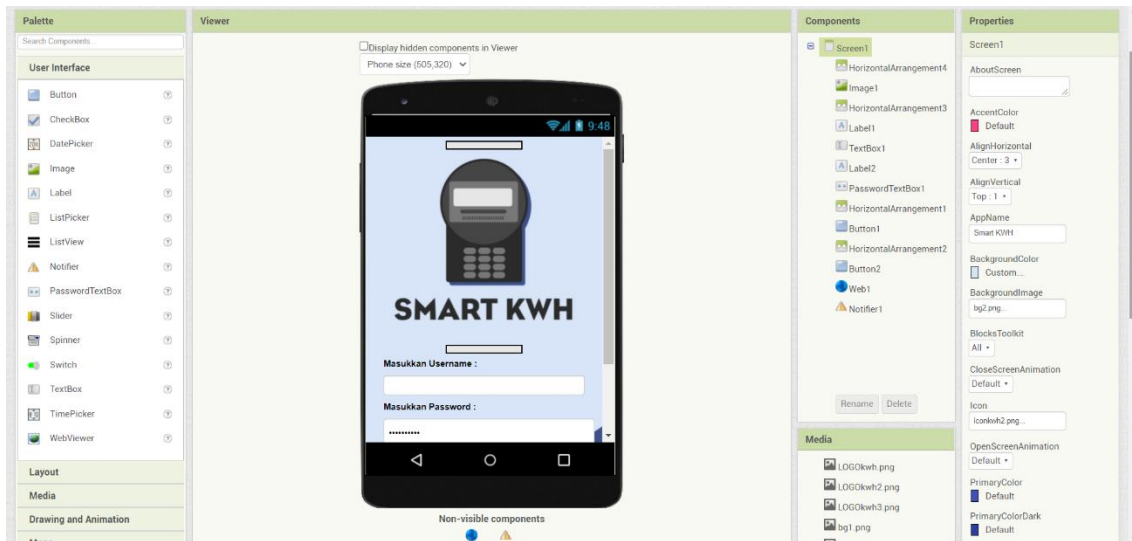 Palette
Search Components...
User Interface
Button
CheckBox
DatePicker
Image
Label
ListPicker
ListView
Notifier
PasswordTextBox
Slider
Spinner
Switch
TextBox
TimePicker
WebViewer
Layout
Media
Drawing and Animation
Maps
Viewer
Display hidden components in Viewer
Phone size (505,320)
9:48
SMART KWH
Masukkan Username :
Masukkan Password :
••••••••••
Non-visible components
Components
Screen1
HorizontalArrangement4
Image1
HorizontalArrangement3
Label1
TextBox1
Label2
PasswordTextBox1
HorizontalArrangement1
Button1
HorizontalArrangement2
Button2
Web1
Notifier1
Rename Delete
Media
LOGOkwh.png
LOGOkwh2.png
LOGOkwh3.png
bg1.png
Properties
Screen1
AboutScreen
AccentColor
Default
AlignHorizontal
Center : 3
AlignVertical
Top : 1
AppName
Smart KWH
BackgroundColor
Custom...
BackgroundImage
bg2.png...
BlocksToolkit
All
CloseScreenAnimation
Default
Icon
iconkwh2.png...
OpenScreenAnimation
Default
PrimaryColor
Default
PrimaryColorDark
Default